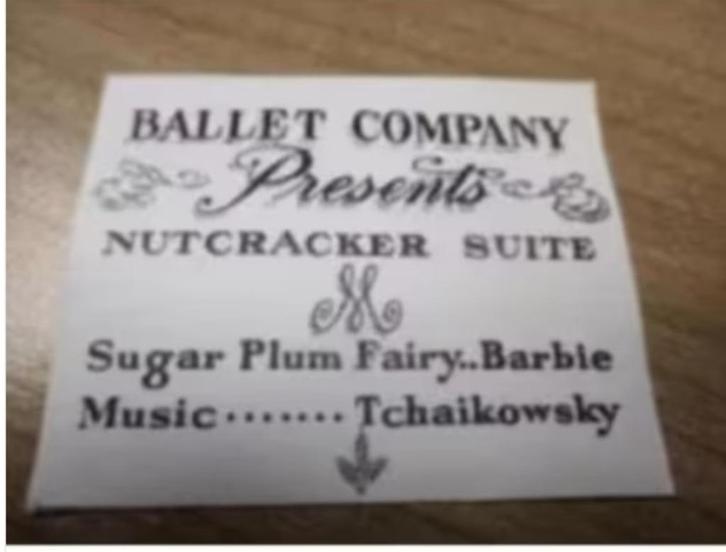 BALLET COMPANY
Presents
NUTCRACKER SUITE
Sugar Plum Fairy..Barbie
Music.......Tchaikowsky